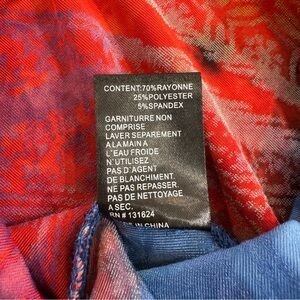 CONTENT:70%RAYONNE
25%POLYESTER
5%SPANDEX
GARNITURRE NON
COMPRISE
LAVER SEPAREMENT
A LA MAIN A
L'EAU FROIDE
N'UTILISEZ
PAS D'AGENT
DE BLANCHIMENT.
NE PAS REPASSER.
PAS DE NETTOYAGE
A SEC.
RN # 131624
IN CHINA